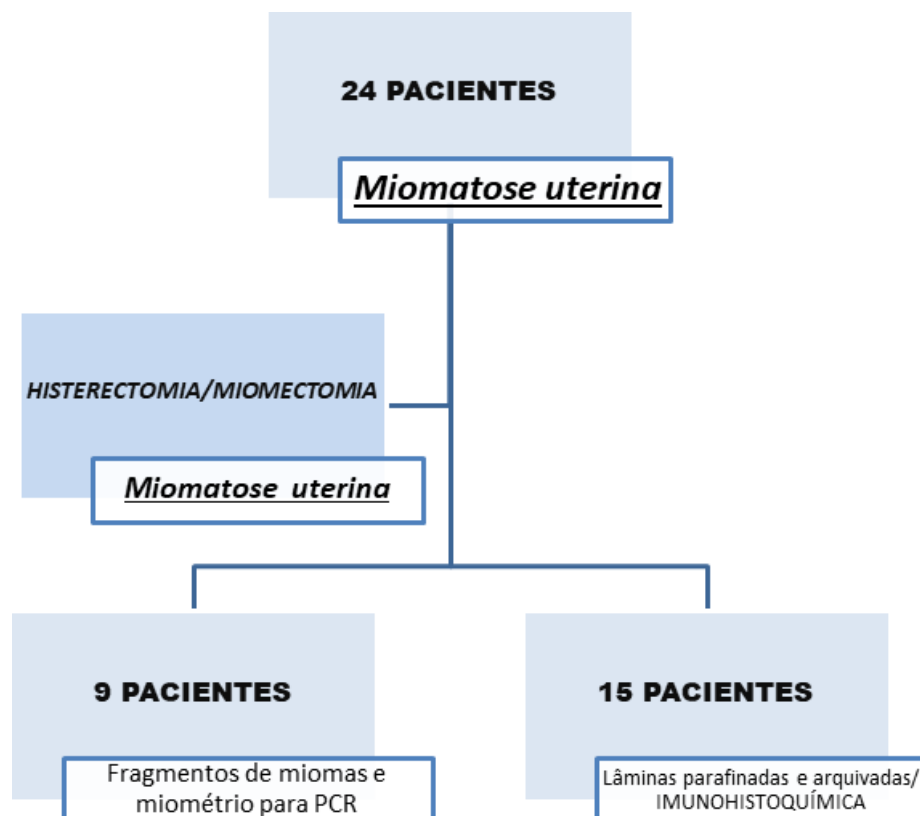 24 PACIENTES
Miomatose uterina
HISTERECTOMIA/MIOMECTOMIA
Miomatose uterina
9 PACIENTES
Fragmentos de miomas e
miométrio para PCR
15 PACIENTES
Lâminas parafinadas e arquivadas/
IMUNOHISTOQUÍMICA